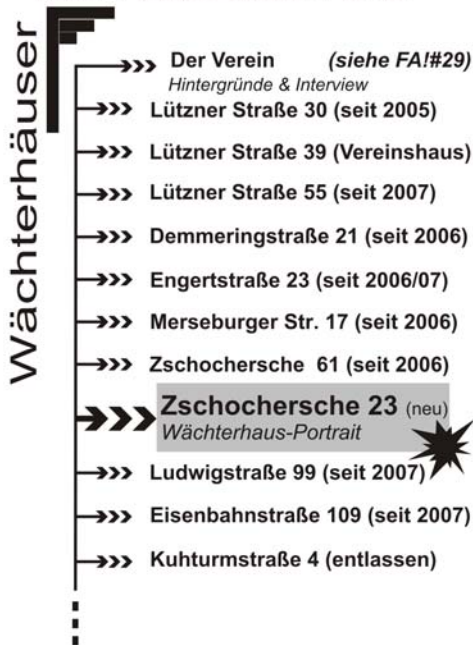 Wächterhäuser
Der Verein (siehe FA!#29)
Hintergründe & Interview
Lützner Straße 30 (seit 2005)
Lützner Straße 39 (Vereinshaus)
Lützner Straße 55 (seit 2007)
Demmeringstraße 21 (seit 2006)
Engertstraße 23 (seit 2006/07)
Merseburger Str. 17 (seit 2006)
Zschochersche 61 (seit 2006)
Zschochersche 23 (neu)
Wächterhaus-Portrait
Ludwigstraße 99 (seit 2007)
Eisenbahnstraße 109 (seit 2007)
Kuhturmstraße 4 (entlassen)